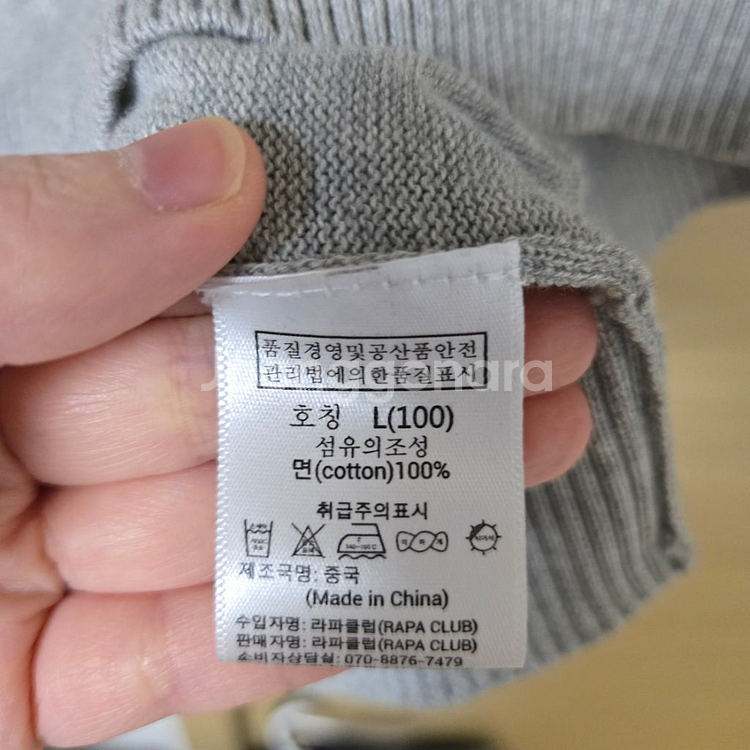 품질경영및공산품안전
관리법에의한품질표시
호칭 L(100)
섬유의조성
면(cotton)100%
취급주의표시
약하게
제조국명: 중국
(Made in China)
수입자명: 라파클럽(RAPA CLUB)
판매자명: 라파클럽(RAPA CLUB)
소비자상담실: 070-8876-7479